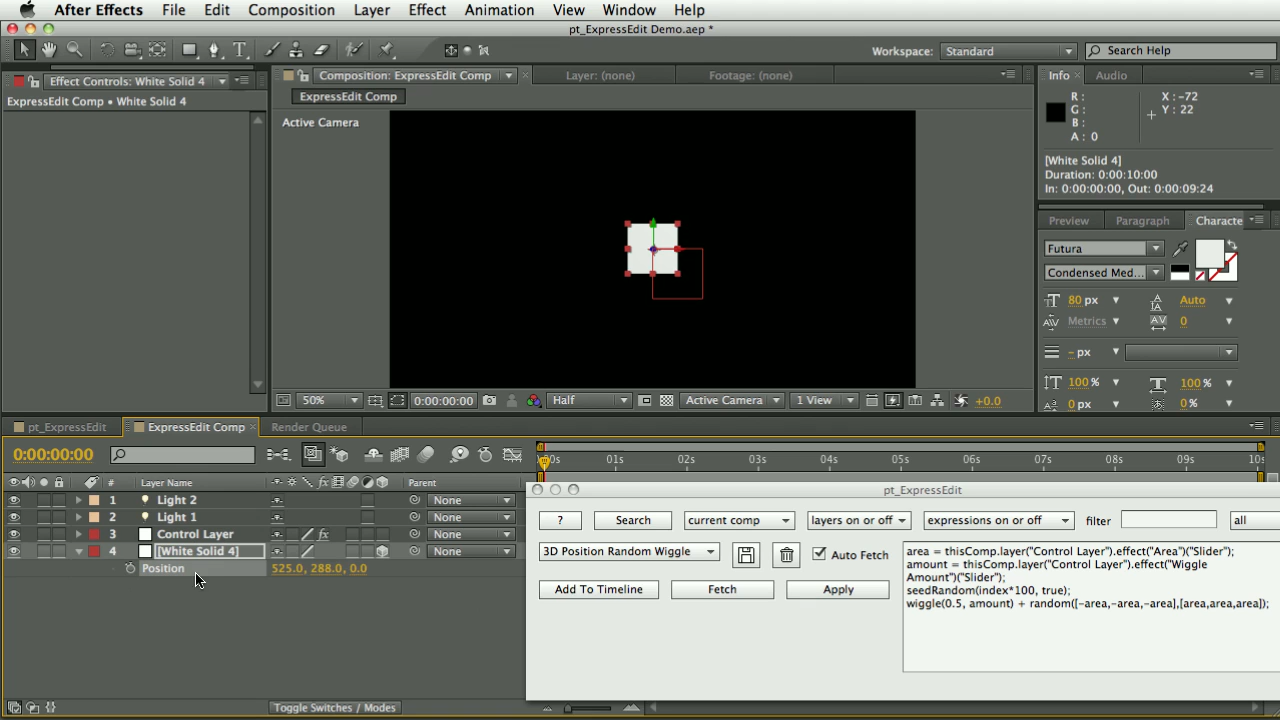 After Effects File Edit Composition Layer Effect Animation View Window Help
pt_ExpressEdit Demo.aep *
Workspace: Standard Search Help
Effect Controls: White Solid 4
ExpressEdit Comp • White Solid 4
Composition: ExpressEdit Comp Layer: (none) Footage: (none)
ExpressEdit Comp
Active Camera
50% 0:00:00:00 Half Active Camera 1 View +0.0
Info Audio
R: X: -72
G: Y: 22
B:
A: 0
[White Solid 4]
Duration: 0:00:10:00
In: 0:00:00:00, Out: 0:00:09:24
Preview Paragraph Characte
Futura
Condensed Med...
80 px Auto
Metrics 0
- px
100% 100%
0 px 0%
pt_ExpressEdit ExpressEdit Comp Render Queue
0:00:00:00
00s 01s 02s 03s 04s 05s 06s 07s 08s 09s 10s
# Layer Name Parent
1 Light 2 None
2 Light 1 None
3 Control Layer fx None
4 [White Solid 4] None
Position 525.0, 288.0, 0.0
Toggle Switches / Modes
pt_ExpressEdit
? Search current comp layers on or off expressions on or off filter all
3D Position Random Wiggle Auto Fetch
Add To Timeline Fetch Apply
area = thisComp.layer("Control Layer").effect("Area")("Slider");
amount = thisComp.layer("Control Layer").effect("Wiggle
Amount")("Slider");
seedRandom(index*100, true);
wiggle(0.5, amount) + random([-area,-area,-area],[area,area,area]);